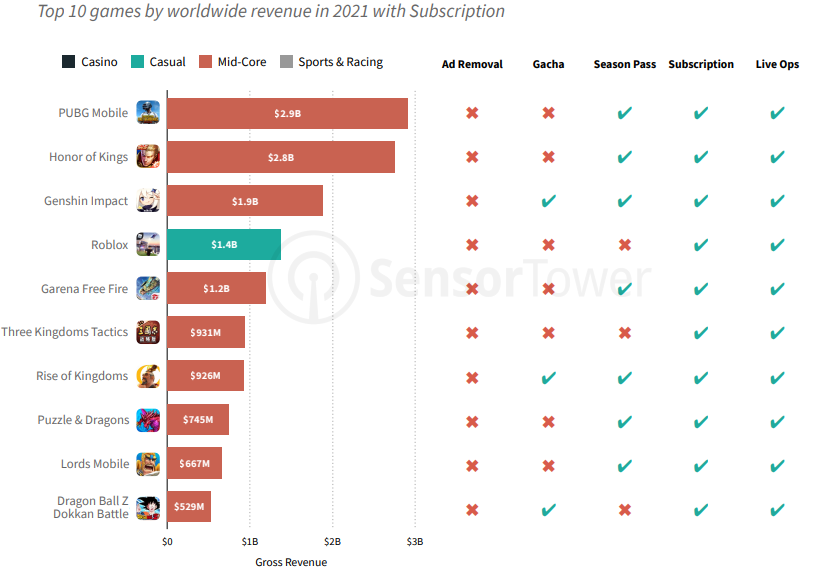 Top 10 games by worldwide revenue in 2021 with Subscription
Casino Casual Mid-Core Sports & Racing
Ad Removal Gacha Season Pass Subscription Live Ops
PUBG Mobile $2.9B
Honor of Kings $2.8B
Genshin Impact $1.9B
Roblox $1.4B
SensorTower
Garena Free Fire $1.2B
Three Kingdoms Tactics $931M
Rise of Kingdoms $926M
Puzzle & Dragons $745M
Lords Mobile $667M
Dragon Ball Z
Dokkan Battle $529M
$0 $1B $2B $3B
Gross Revenue